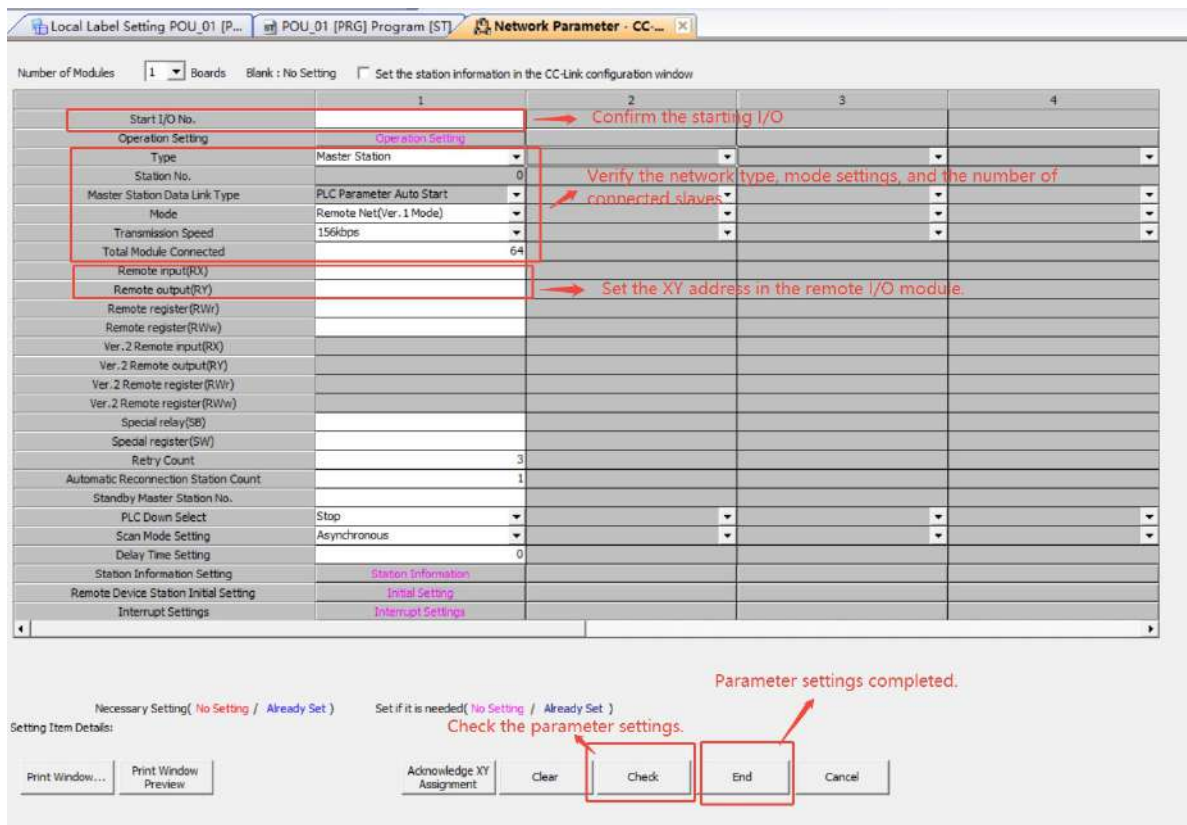 Local Label Setting POU_01 [P... POU_01 [PRG] Program [ST] Network Parameter - CC-...
Number of Modules 1 Boards Blank : No Setting Set the station information in the CC-Link configuration window
1 2 3 4
Start I/O No. Confirm the starting I/O
Operation Setting Operation Setting
Type Master Station
Station No. 0 Verify the network type, mode settings, and the number of
Master Station Data Link Type PLC Parameter Auto Start connected slaves
Mode Remote Net(Ver.1 Mode)
Transmission Speed 156kbps
Total Module Connected 64
Remote input(RX)
Remote output(RY) Set the XY address in the remote I/O module.
Remote register(RWr)
Remote register(RWw)
Ver.2 Remote input(RX)
Ver.2 Remote output(RY)
Ver.2 Remote register(RWr)
Ver.2 Remote register(RWw)
Special relay(SB)
Special register(SW)
Retry Count 3
Automatic Reconnection Station Count 1
Standby Master Station No.
PLC Down Select Stop
Scan Mode Setting Asynchronous
Delay Time Setting 0
Station Information Setting Station Information
Remote Device Station Initial Setting Initial Setting
Interrupt Settings Interrupt Settings
Parameter settings completed.
Necessary Setting( No Setting / Already Set ) Set if it is needed( No Setting / Already Set )
Setting Item Details: Check the parameter settings.
Print Window... Print Window Preview Acknowledge XY Assignment Clear Check End Cancel